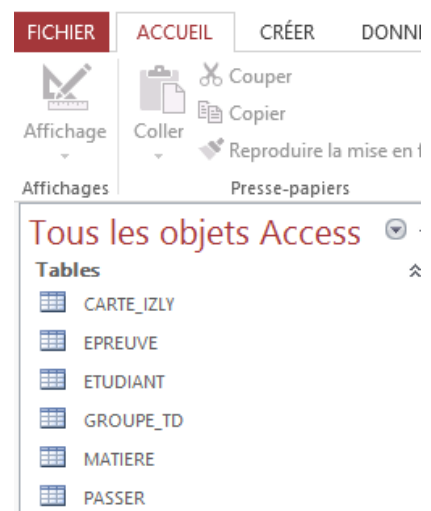 FICHIER ACCUEIL CRÉER
Affichage
Coller
Couper
Copier
Reproduire la mise en
Affichages Presse-papiers
Tous les objets Access
Tables
CARTE_IZLY
EPREUVE
ETUDIANT
GROUPE_TD
MATIERE
PASSER